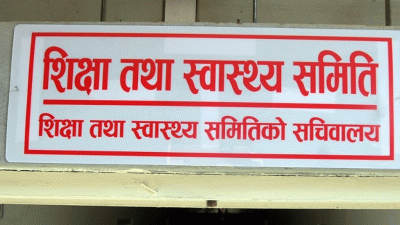 शिक्षा तथा स्वास्थ्य समिति
शिक्षा तथा स्वास्थ्य समितिको सचिवालय